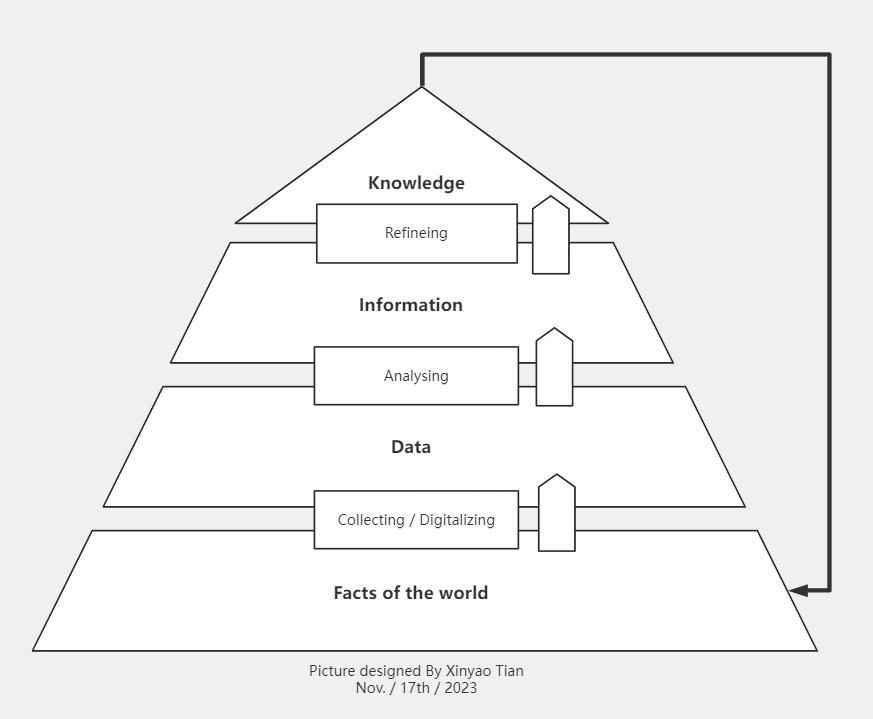 Knowledge
Refineing
Information
Analysing
Data
Collecting / Digitalizing
Facts of the world
Picture designed By Xinyao Tian
Nov. / 17th / 2023